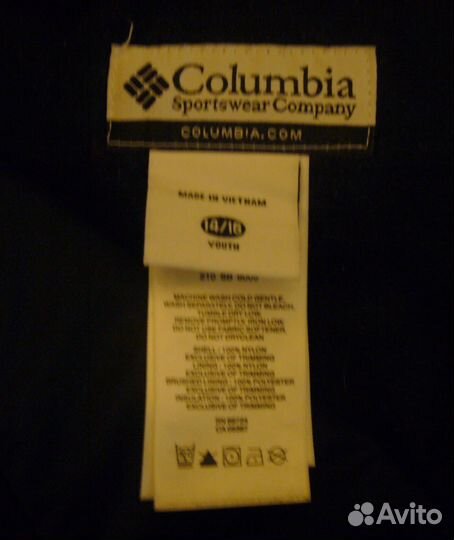 Columbia
Sportswear Company
COLUMBIA.COM
MADE IN VIETNAM
14/16
YOUTH
MACHINE WASH COLD GENTLE,
WASH SEPARATELY, DO NOT BLEACH,
TUMBLE DRY LOW,
REMOVE PROMPTLY, IRON LOW,
DO NOT USE FABRIC SOFTENER,
DO NOT DRYCLEAN
SHELL - 100% NYLON
EXCLUSIVE OF TRIMMING
LINING - 100% NYLON
EXCLUSIVE OF TRIMMING
BRUSHED LINING - 100% POLYESTER
EXCLUSIVE OF TRIMMING
INSULATION - 100% POLYESTER
EXCLUSIVE OF TRIMMING
Avito